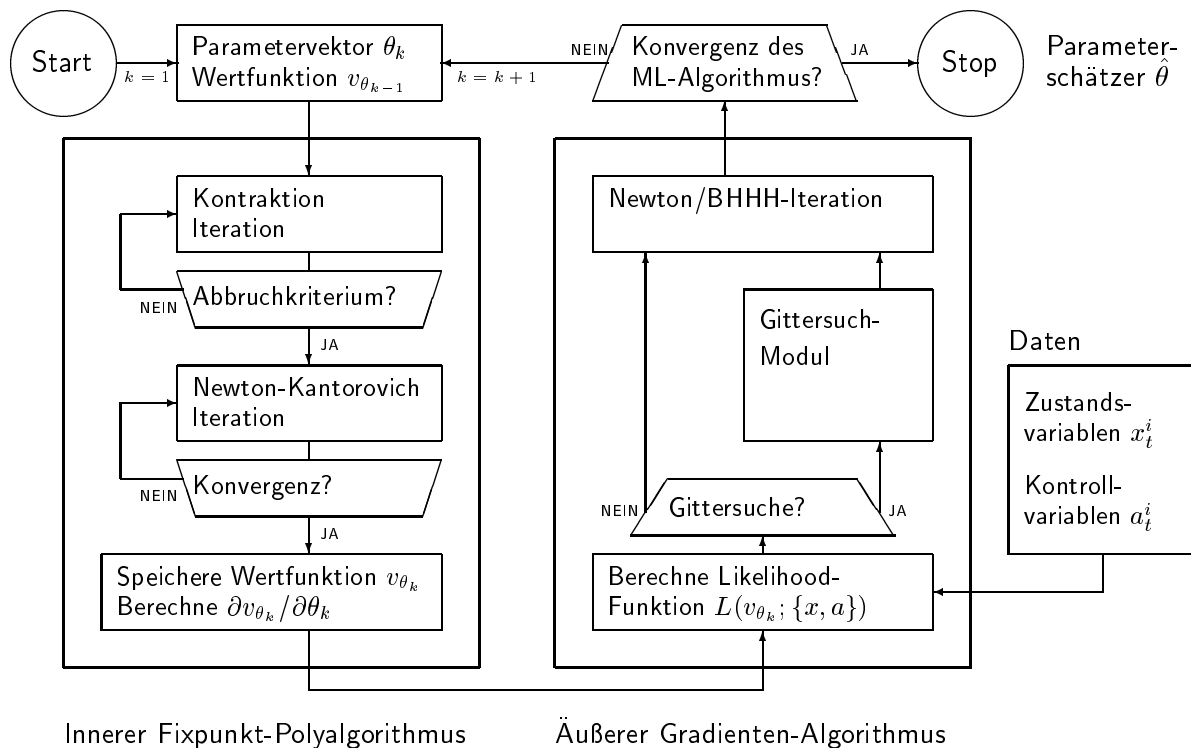 Start
k = 1
Parametervektor θ_k
Wertfunktion v_{θ_{k−1}}
k = k + 1
NEIN
Konvergenz des
ML-Algorithmus?
JA
Stop
Parameter-
schätzer θ̂
Kontraktion
Iteration
NEIN
Abbruchkriterium?
JA
Newton-Kantorovich
Iteration
NEIN
Konvergenz?
JA
Speichere Wertfunktion v_{θ_k}
Berechne ∂v_{θ_k}/∂θ_k
Innerer Fixpunkt-Polyalgorithmus
Newton/BHHH-Iteration
Gittersuch-
Modul
NEIN
Gittersuche?
JA
Berechne Likelihood-
Funktion L(v_{θ_k}; {x, a})
Äußerer Gradienten-Algorithmus
Daten
Zustands-
variablen x_t^i
Kontroll-
variablen a_t^i